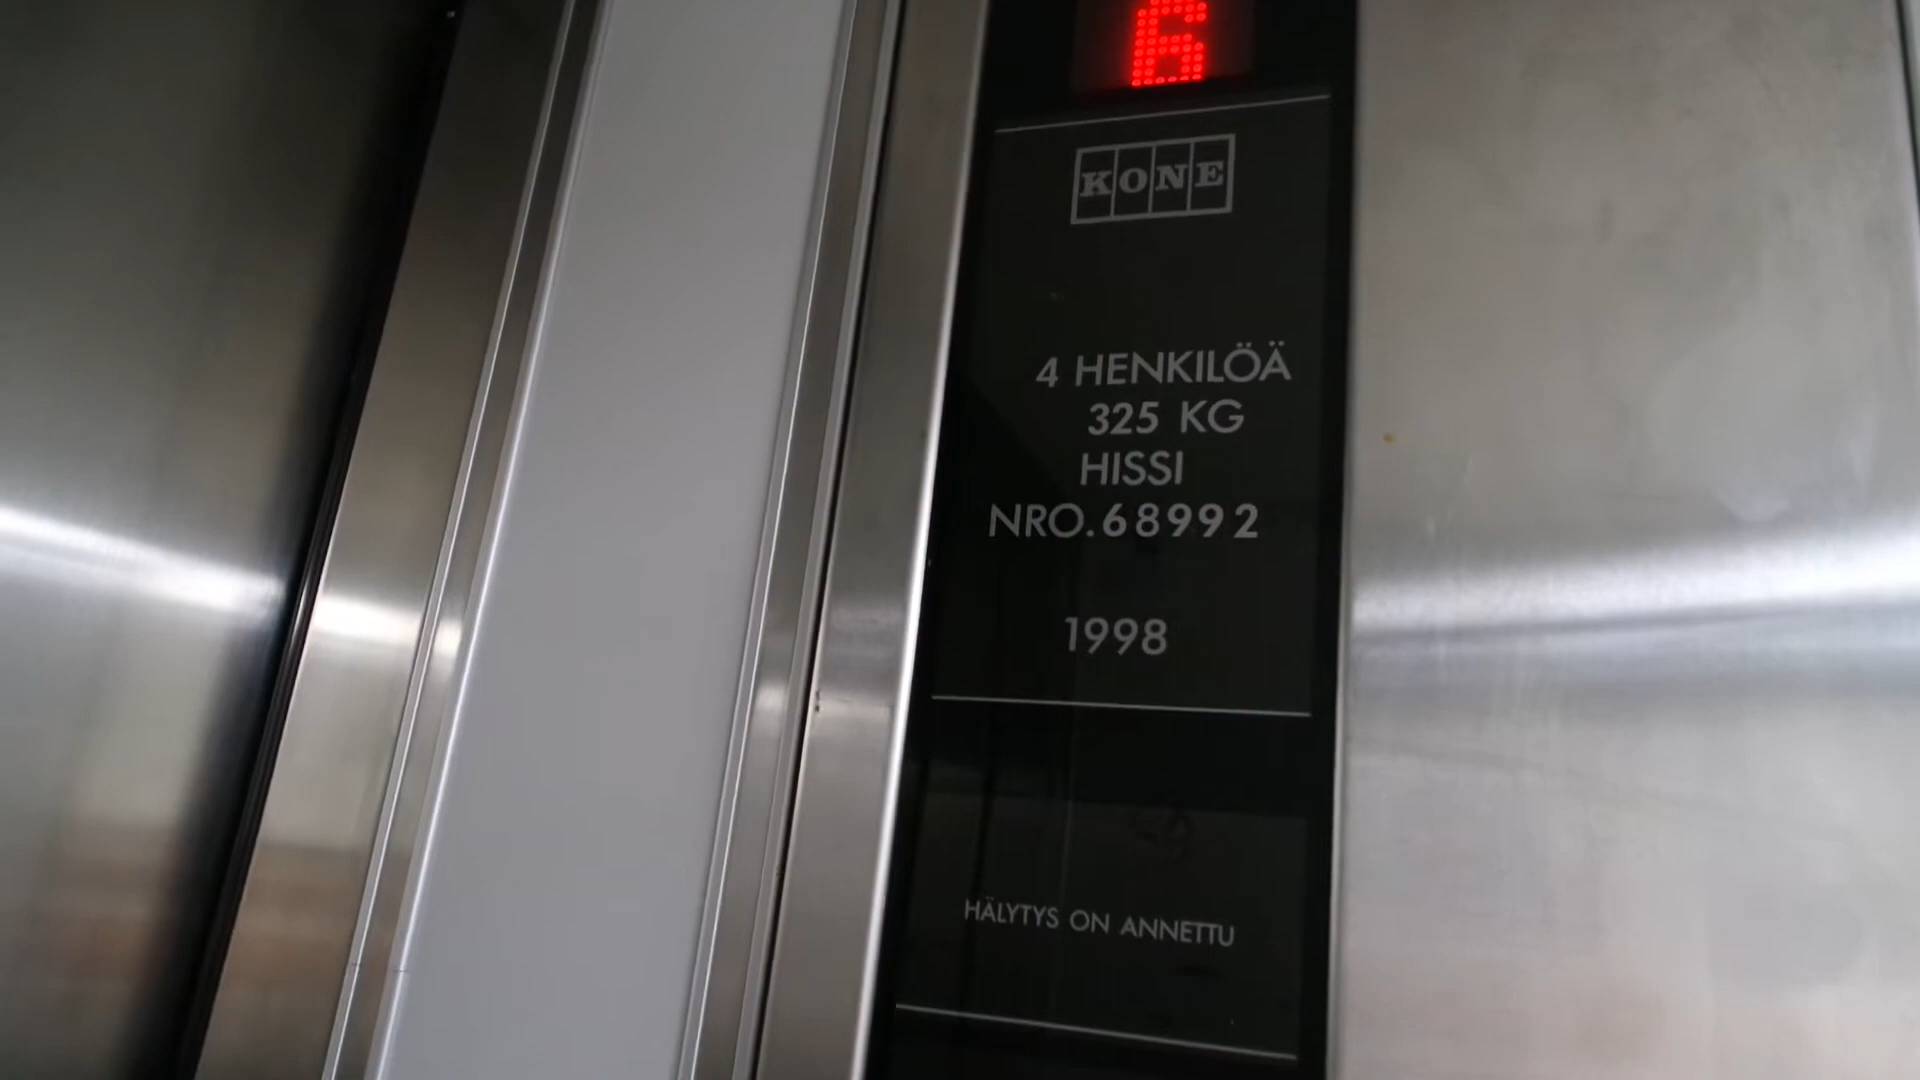 6
KONE
4 HENKILÖÄ
325 KG
HISSI
NRO.68992
1998
HÄLYTYS ON ANNETTU